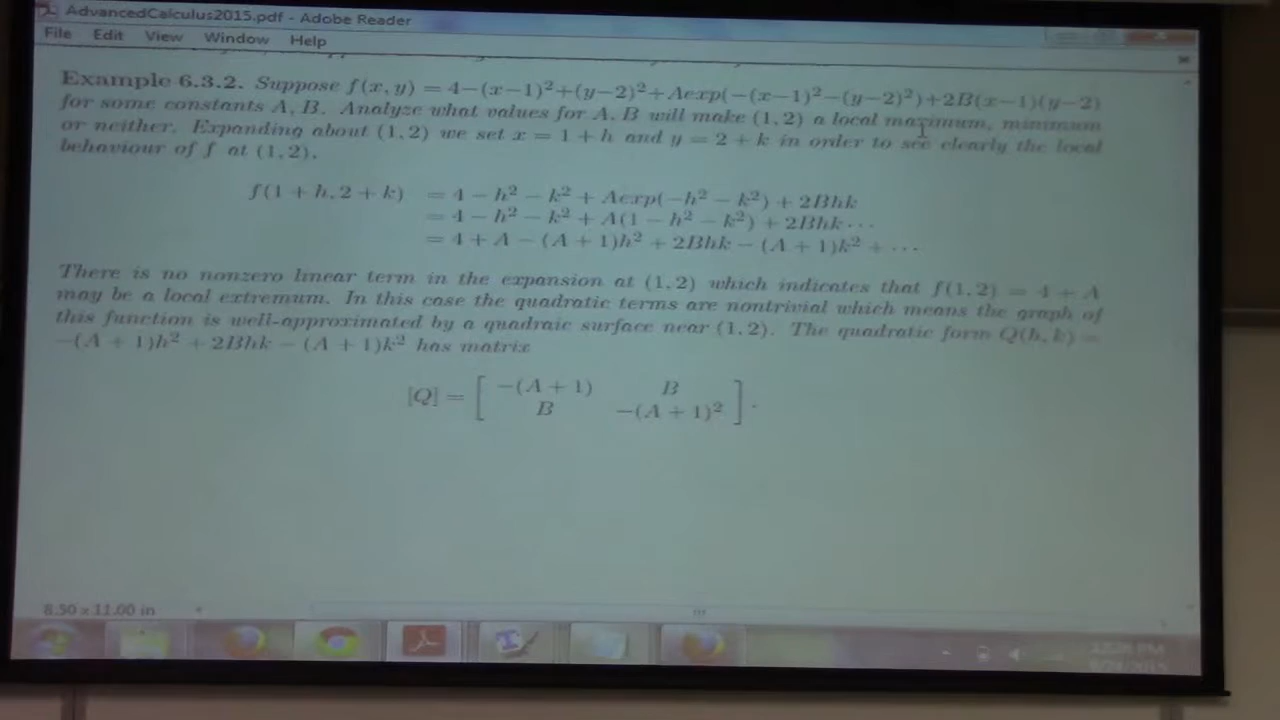 AdvancedCalculus2015.pdf - Adobe Reader
File Edit View Window Help
Example 6.3.2. Suppose f(x, y) = 4−(x−1)²+(y−2)²+Aexp(−(x−1)²−(y−2)²)+2B(x−1)(y−2)
for some constants A, B. Analyze what values for A, B will make (1, 2) a local maximum, minimum
or neither. Expanding about (1, 2) we set x = 1 + h and y = 2 + k in order to see clearly the local
behaviour of f at (1, 2).
f(1 + h, 2 + k) = 4 − h² − k² + Aexp(−h² − k²) + 2Bhk
= 4 − h² − k² + A(1 − h² − k²) + 2Bhk ···
= 4 + A − (A + 1)h² + 2Bhk − (A + 1)k² + ···
There is no nonzero linear term in the expansion at (1, 2) which indicates that f(1, 2) = 4 + A
may be a local extremum. In this case the quadratic terms are nontrivial which means the graph of
this function is well-approximated by a quadraic surface near (1, 2). The quadratic form Q(h, k) =
−(A + 1)h² + 2Bhk − (A + 1)k² has matrix
[Q] = [ −(A + 1) B
B −(A + 1)² ].
8.50 x 11.00 in